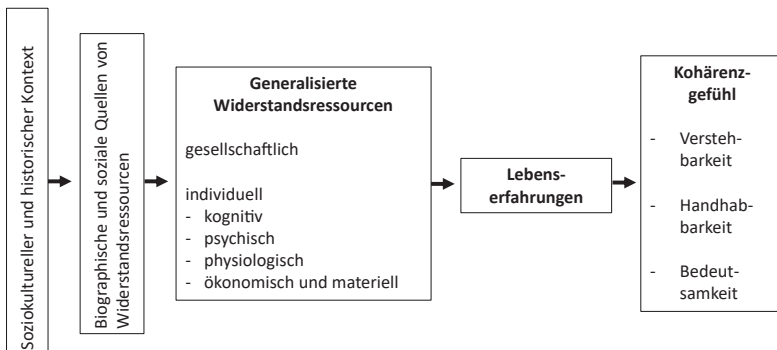 Soziokultureller und historischer Kontext
Biographische und soziale Quellen von
Widerstandsressourcen
Generalisierte
Widerstandsressourcen
gesellschaftlich
individuell
- kognitiv
- psychisch
- physiologisch
- ökonomisch und materiell
Lebens-
erfahrungen
Kohärenz-
gefühl
- Versteh-
barkeit
- Handhab-
barkeit
- Bedeut-
samkeit